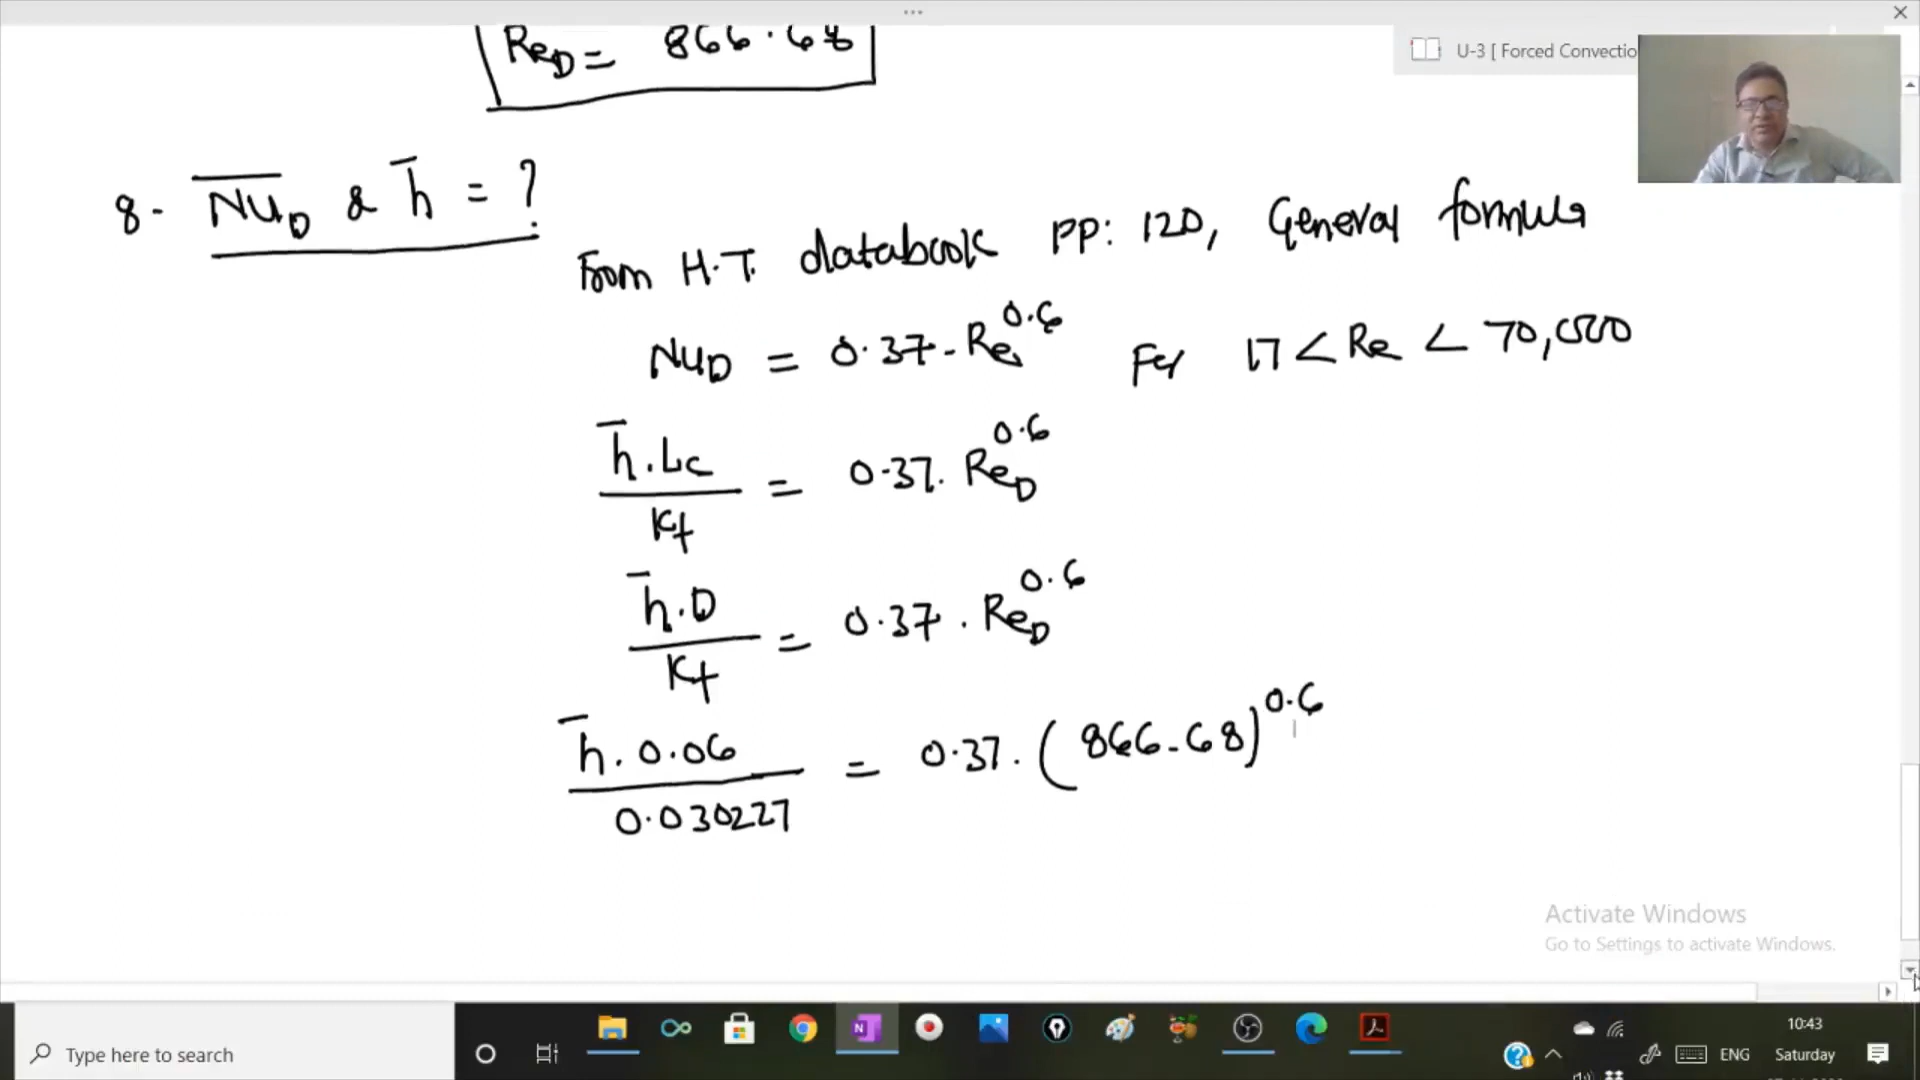 ...
U-3 [ Forced Convectio
Re_D = 866.68
8. Nu̅_D & h̅ = ?
From H.T. databook pp: 120, General formula
Nu_D = 0.37 . Re^0.6 For 17 < Re < 70,000
h̅.Lc / Kf = 0.37 . Re_D^0.6
h̅.D / Kf = 0.37 . Re_D^0.6
h̅. 0.06 / 0.030227 = 0.37 . (866.68)^0.6
Activate Windows
Go to Settings to activate Windows.
Type here to search
ENG
10:43
Saturday